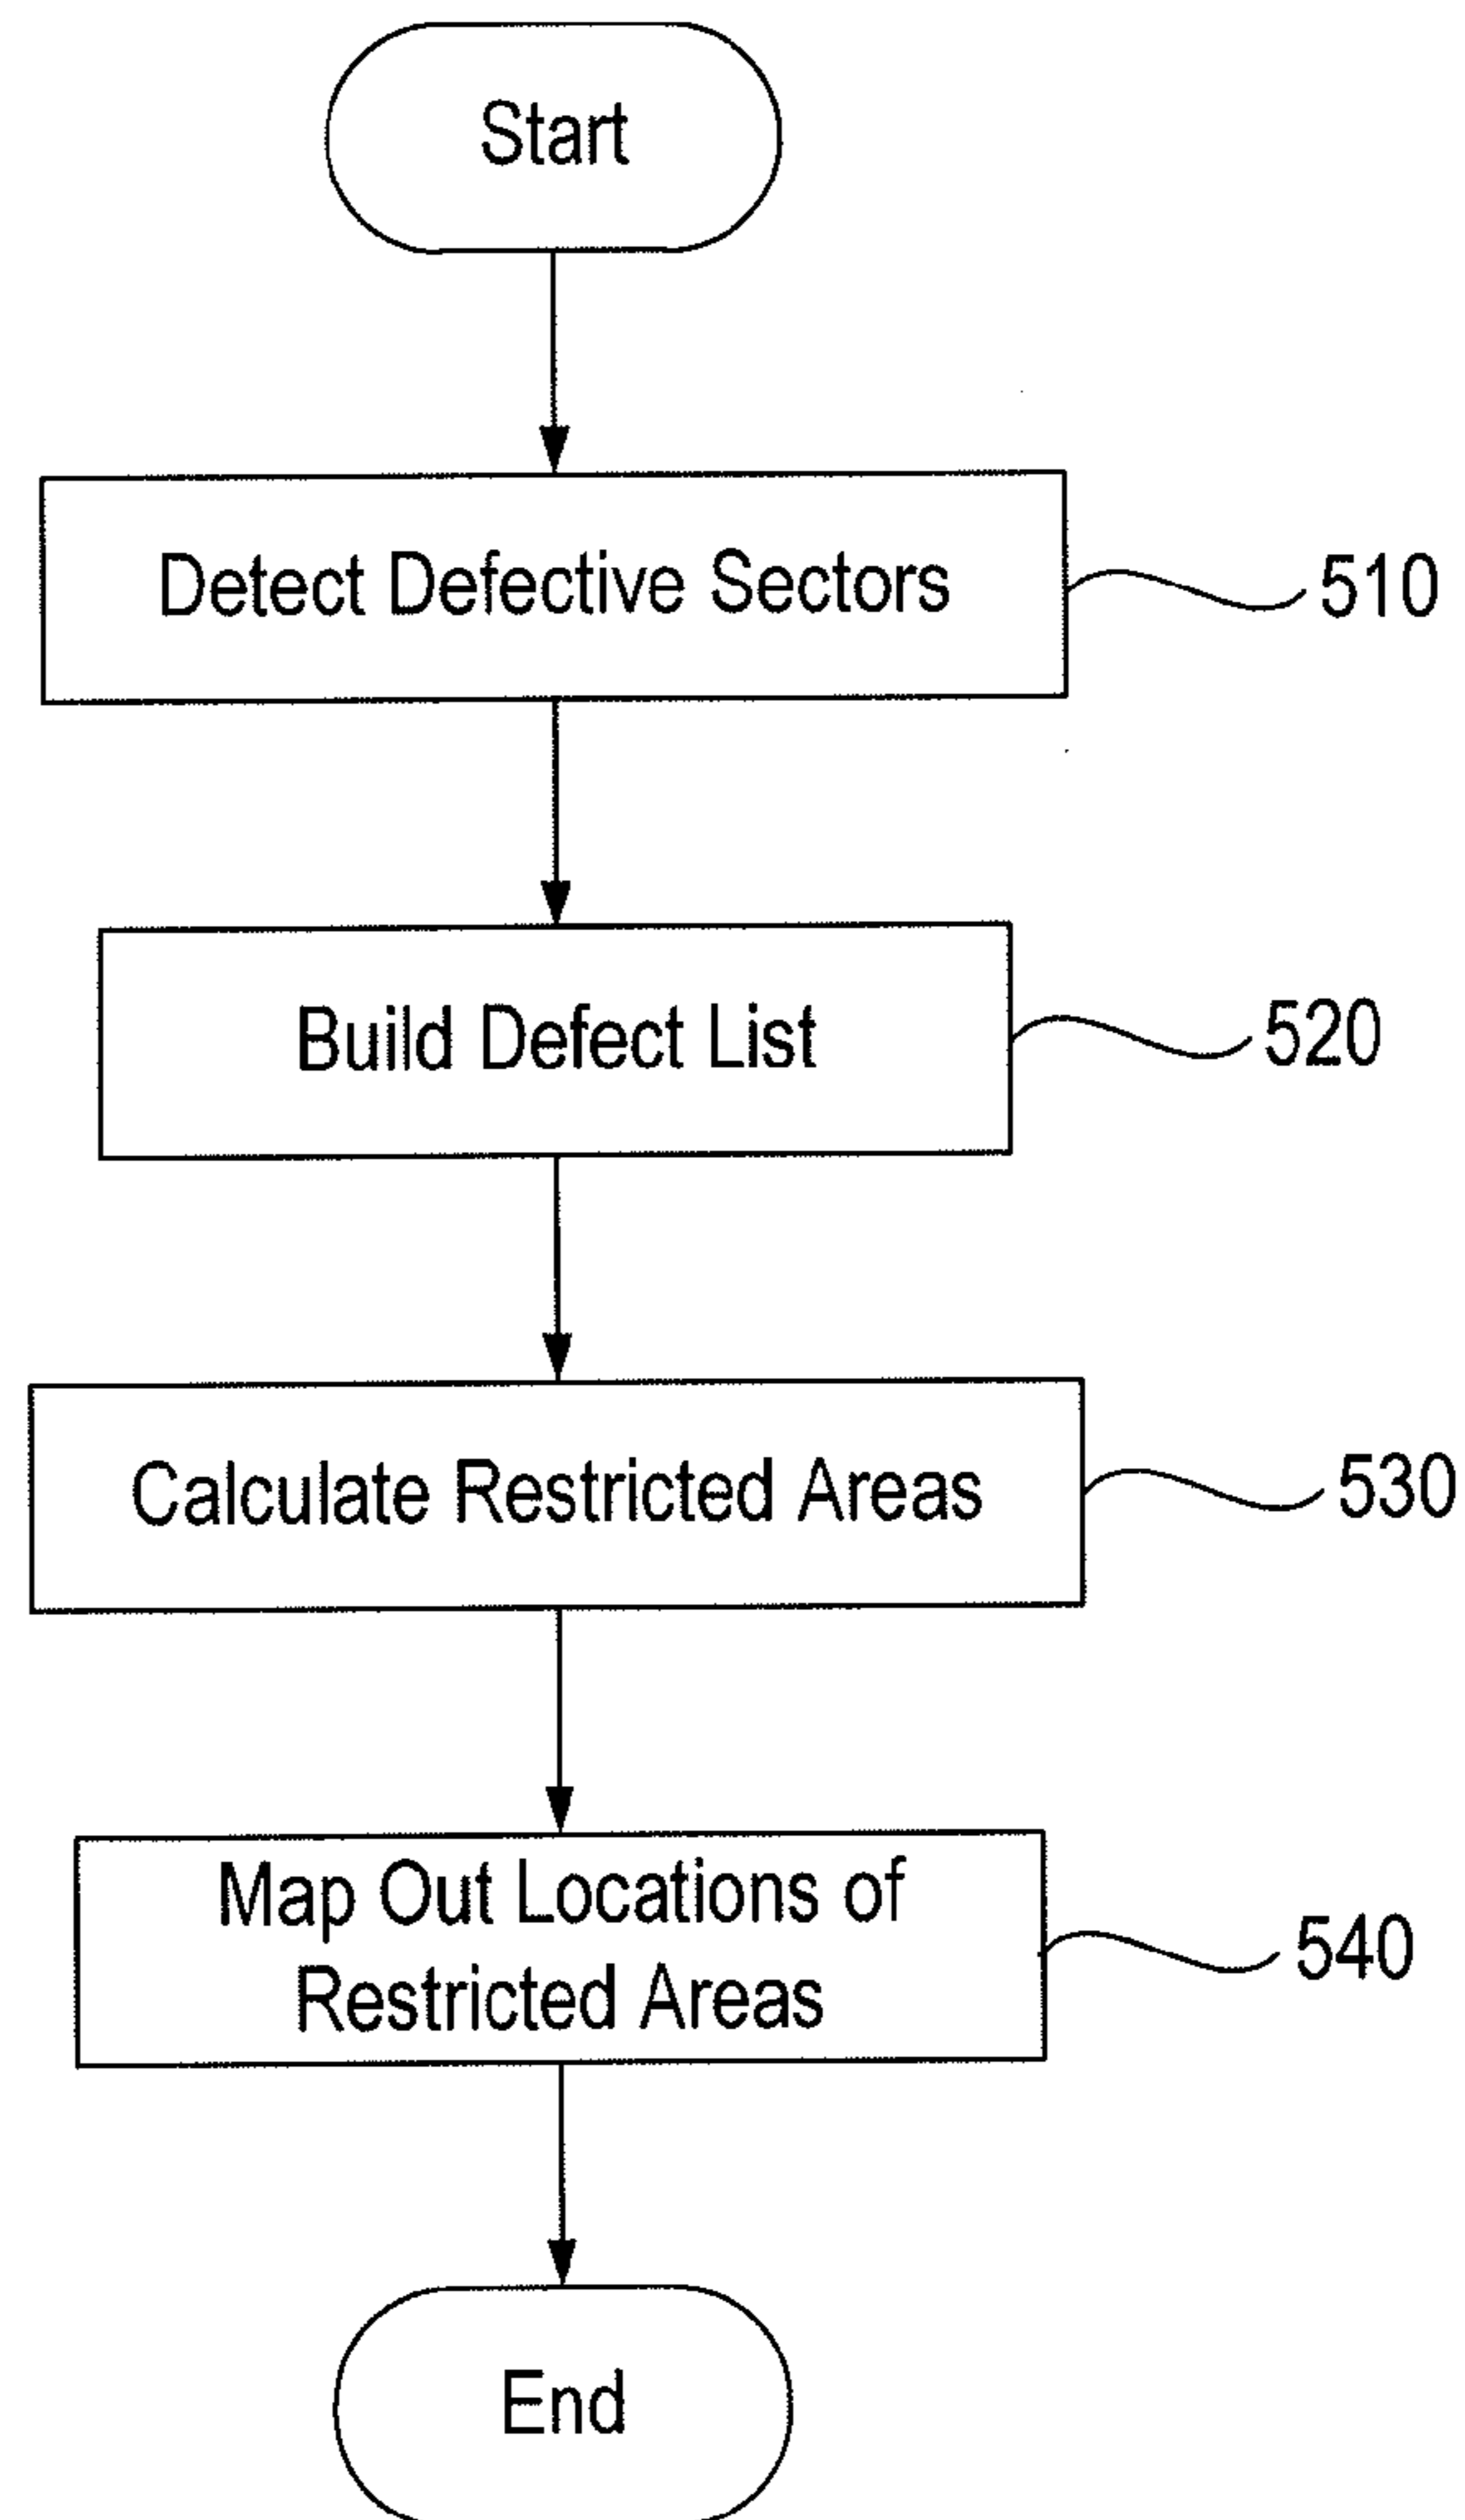 Start
Detect Defective Sectors
510
Build Defect List
520
Calculate Restricted Areas
530
Map Out Locations of
Restricted Areas
540
End